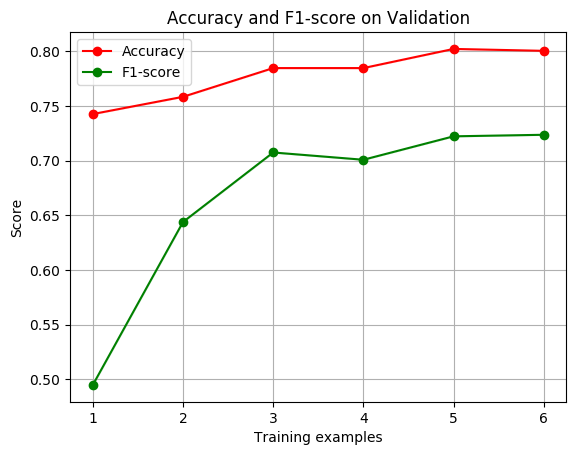 Accuracy and F1-score on Validation
Accuracy
F1-score
Score
0.80
0.75
0.70
0.65
0.60
0.55
0.50
1 2 3 4 5 6
Training examples